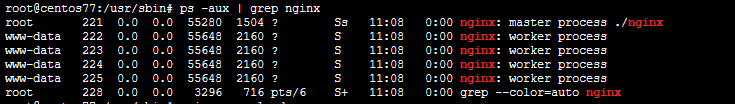 root@centos77:/usr/sbin# ps -aux | grep nginx
root 221 0.0 0.0 55280 1504 ? Ss 11:08 0:00 nginx: master process ./nginx
www-data 222 0.0 0.0 55648 2160 ? S 11:08 0:00 nginx: worker process
www-data 223 0.0 0.0 55648 2160 ? S 11:08 0:00 nginx: worker process
www-data 224 0.0 0.0 55648 2160 ? S 11:08 0:00 nginx: worker process
www-data 225 0.0 0.0 55648 2160 ? S 11:08 0:00 nginx: worker process
root 228 0.0 0.0 3296 716 pts/6 S+ 11:08 0:00 grep --color=auto nginx